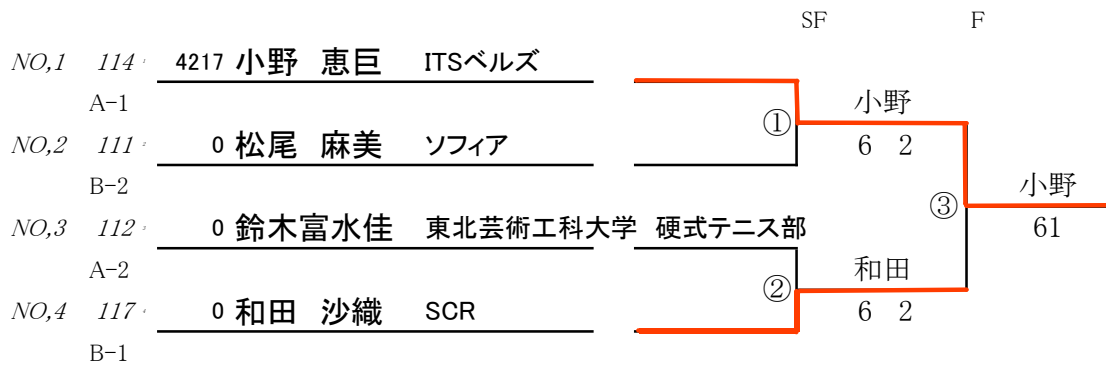 SF F
NO,1 114 4217 小野 恵巨 ITSベルズ
A-1
① 小野
6 2
NO,2 111 0 松尾 麻美 ソフィア
B-2
③ 小野
61
NO,3 112 0 鈴木富水佳 東北芸術工科大学 硬式テニス部
A-2
② 和田
6 2
NO,4 117 0 和田 沙織 SCR
B-1